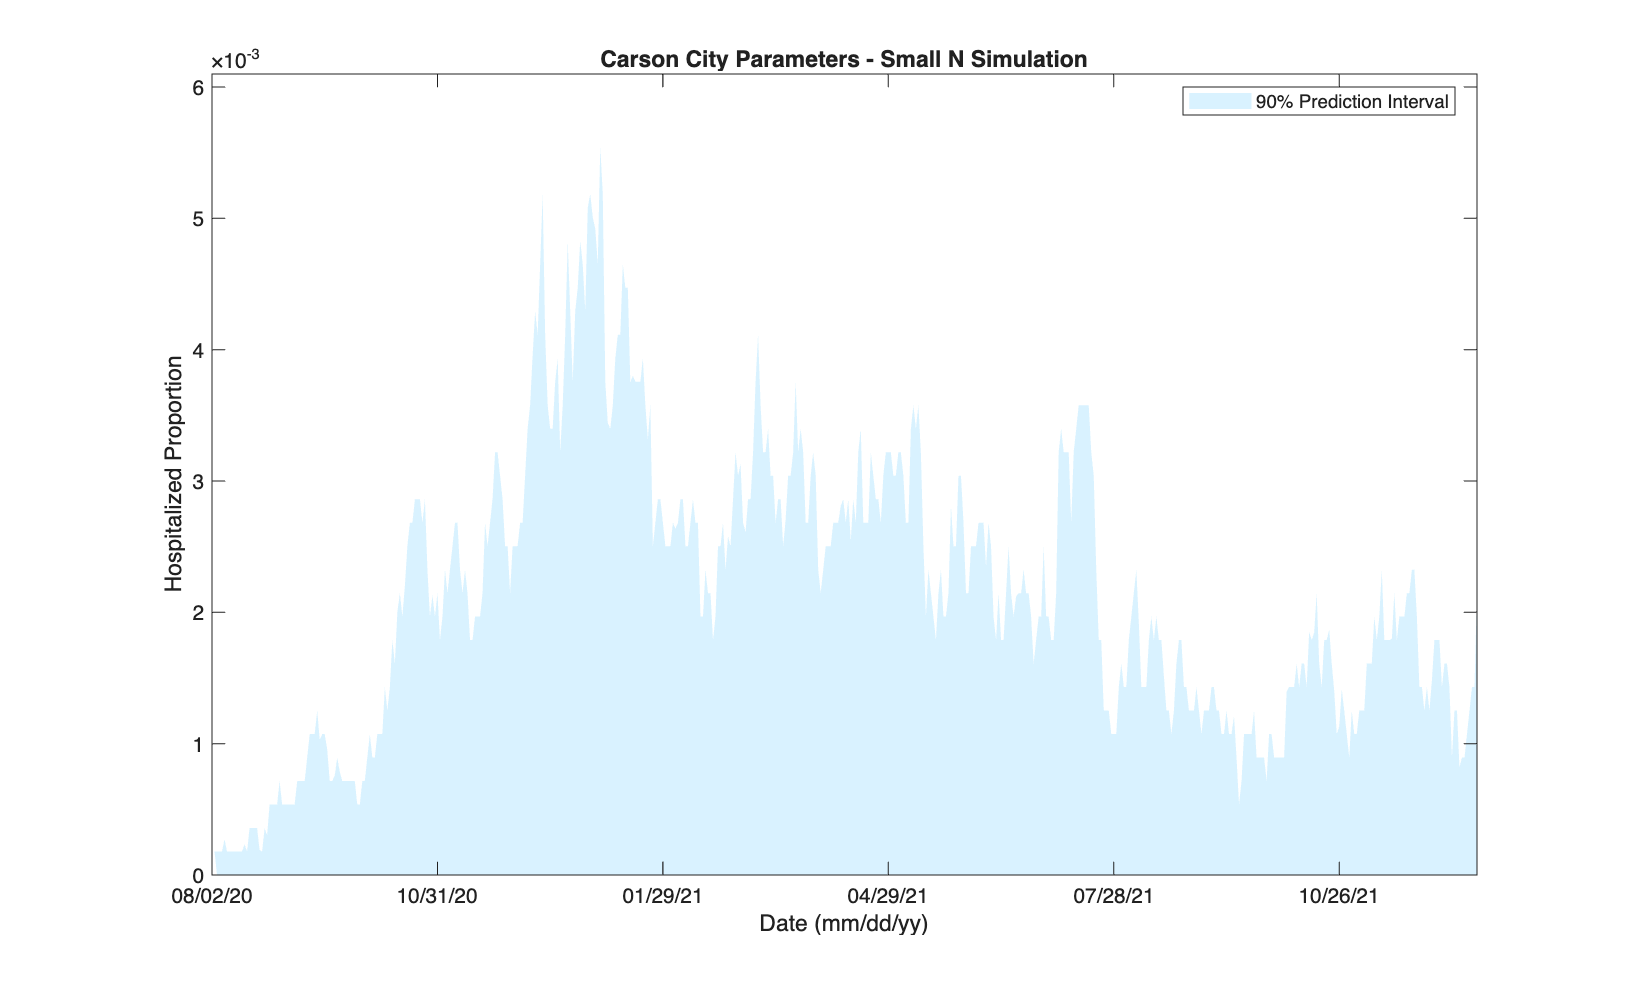 Carson City Parameters - Small N Simulation
×10-3
90% Prediction Interval
6
5
4
3
2
1
0
Hospitalized Proportion
08/02/20 10/31/20 01/29/21 04/29/21 07/28/21 10/26/21
Date (mm/dd/yy)